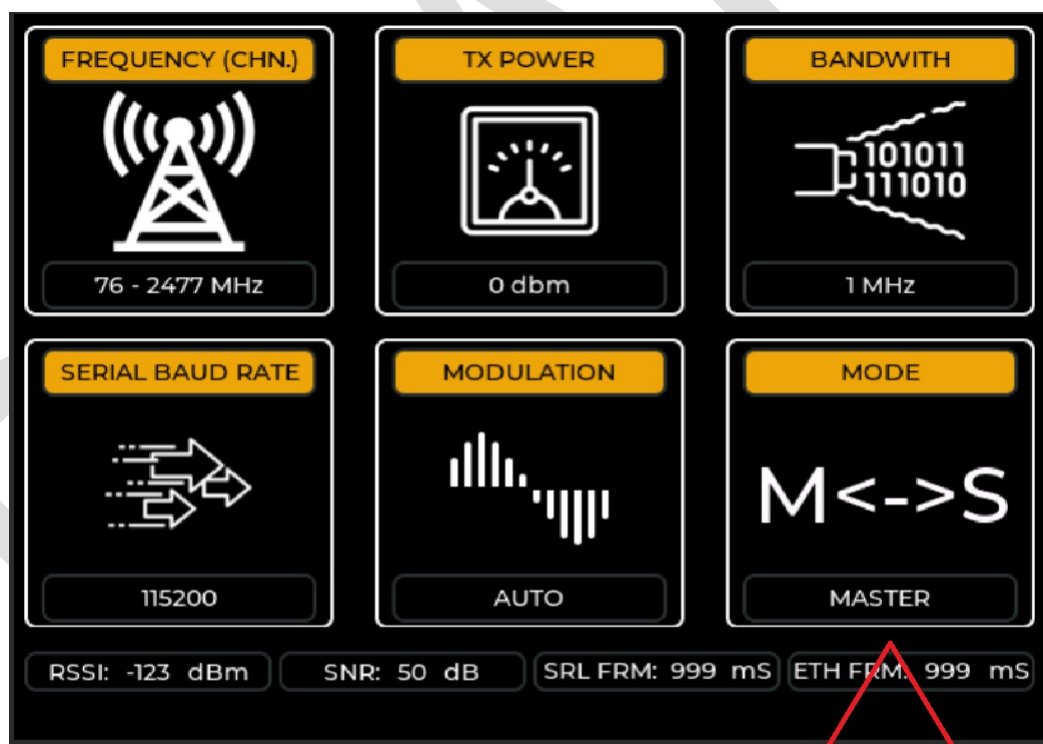 FREQUENCY (CHN.)
76 - 2477 MHz
TX POWER
0 dbm
BANDWITH
101011
111010
1 MHz
SERIAL BAUD RATE
115200
MODULATION
AUTO
MODE
M<->S
MASTER
RSSI: -123 dBm
SNR: 50 dB
SRL FRM: 999 mS
ETH FRM: 999 mS